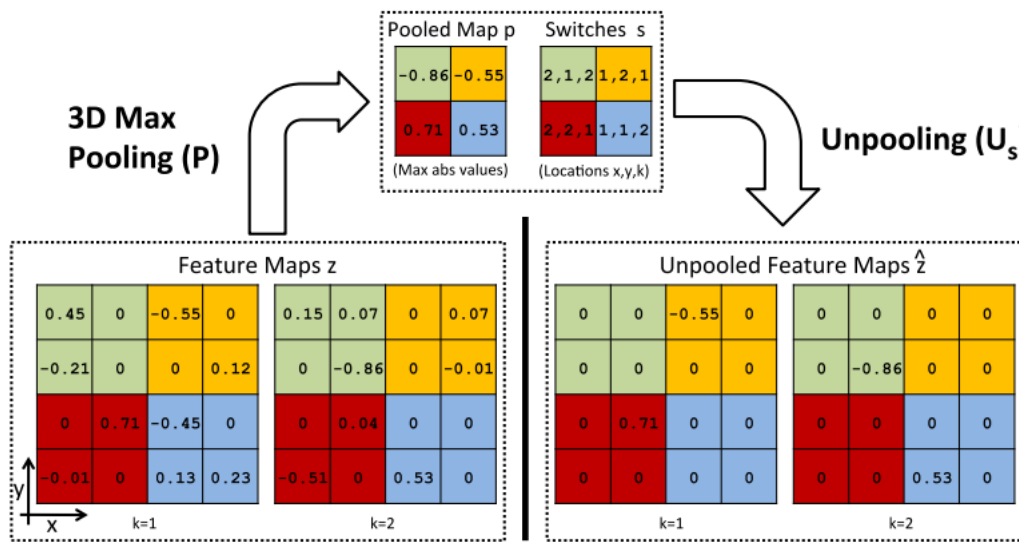 Pooled Map p Switches s
-0.86 -0.55 2,1,2 1,2,1
0.71 0.53 2,2,1 1,1,2
(Max abs values) (Locations x,y,k)
3D Max
Pooling (P)
Unpooling (U_s
Feature Maps z
0.45 0 -0.55 0 0.15 0.07 0 0.07
-0.21 0 0 0.12 0 -0.86 0 -0.01
0 0.71 -0.45 0 0 0.04 0 0
-0.01 0 0.13 0.23 -0.51 0 0.53 0
y
x
k=1 k=2
Unpooled Feature Maps ẑ
0 0 -0.55 0 0 0 0 0
0 0 0 0 0 -0.86 0 0
0 0.71 0 0 0 0 0 0
0 0 0 0 0 0 0.53 0
k=1 k=2